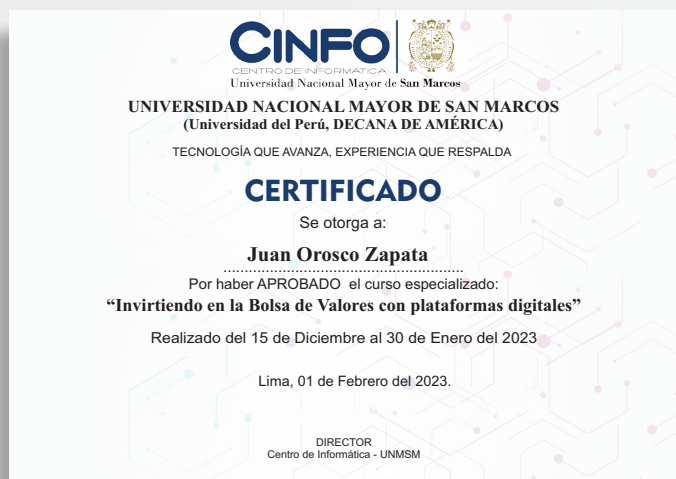 CINFO
CENTRO DE INFORMÁTICA
Universidad Nacional Mayor de San Marcos
UNIVERSIDAD NACIONAL MAYOR DE SAN MARCOS
(Universidad del Perú, DECANA DE AMÉRICA)
TECNOLOGÍA QUE AVANZA, EXPERIENCIA QUE RESPALDA
CERTIFICADO
Se otorga a:
Juan Orosco Zapata
Por haber APROBADO el curso especializado:
“Invirtiendo en la Bolsa de Valores con plataformas digitales”
Realizado del 15 de Diciembre al 30 de Enero del 2023
Lima, 01 de Febrero del 2023.
DIRECTOR
Centro de Informática - UNMSM